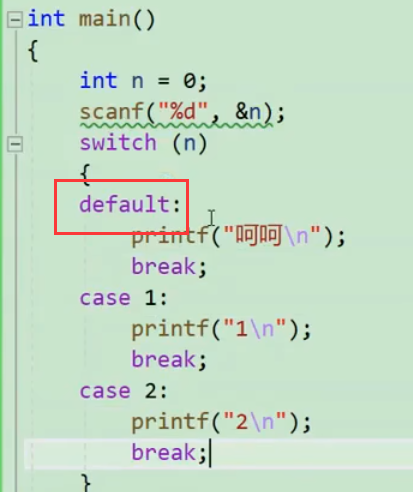 int main()
{
int n = 0;
scanf("%d", &n);
switch (n)
{
default:
printf("呵呵\n");
break;
case 1:
printf("1\n");
break;
case 2:
printf("2\n");
break;
}